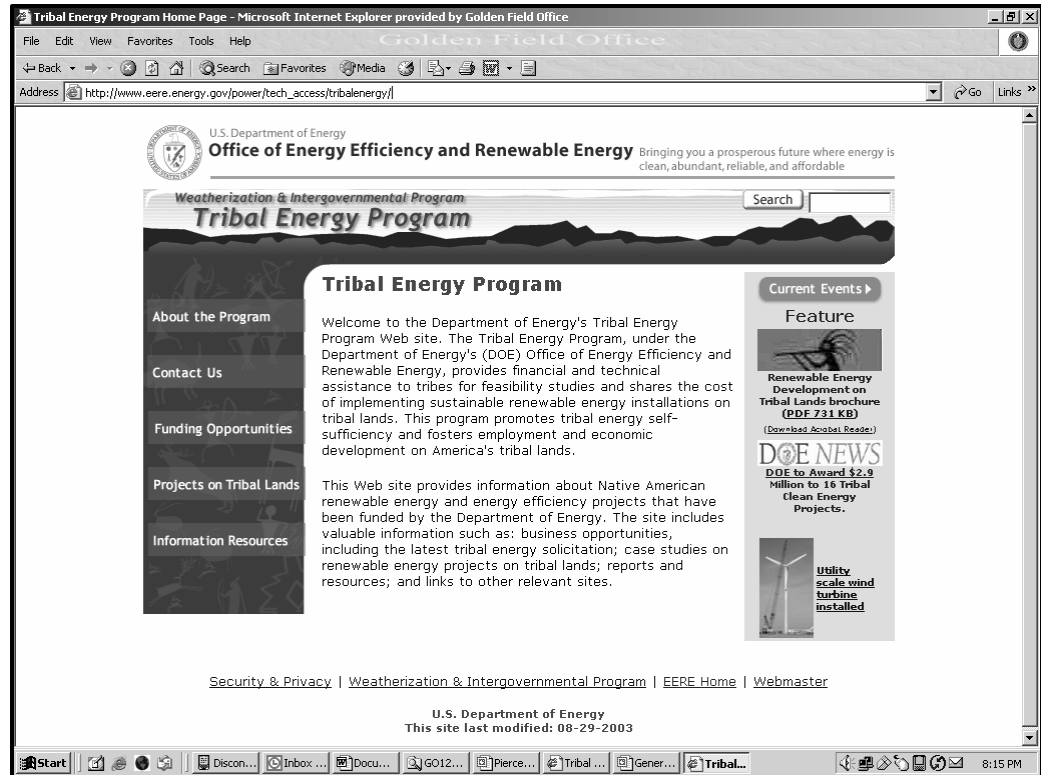 Tribal Energy Program Home Page - Microsoft Internet Explorer provided by Golden Field Office
File Edit View Favorites Tools Help
Golden Field Office
Back Search Favorites Media
Address http://www.eere.energy.gov/power/tech_access/tribalenergy/ Go Links »
U.S. Department of Energy
Office of Energy Efficiency and Renewable Energy
Bringing you a prosperous future where energy is
clean, abundant, reliable, and affordable
Weatherization & Intergovernmental Program
Tribal Energy Program
Search
About the Program
Contact Us
Funding Opportunities
Projects on Tribal Lands
Information Resources
Tribal Energy Program
Welcome to the Department of Energy's Tribal Energy
Program Web site. The Tribal Energy Program, under the
Department of Energy's (DOE) Office of Energy Efficiency and
Renewable Energy, provides financial and technical
assistance to tribes for feasibility studies and shares the cost
of implementing sustainable renewable energy installations on
tribal lands. This program promotes tribal energy self-
sufficiency and fosters employment and economic
development on America's tribal lands.
This Web site provides information about Native American
renewable energy and energy efficiency projects that have
been funded by the Department of Energy. The site includes
valuable information such as: business opportunities,
including the latest tribal energy solicitation; case studies on
renewable energy projects on tribal lands; reports and
resources; and links to other relevant sites.
Current Events
Feature
Renewable Energy
Development on
Tribal Lands brochure
(PDF 731 KB)
(Download Acrobat Reader)
DOE NEWS
DOE to Award $2.9
Million to 16 Tribal
Clean Energy
Projects.
Utility
scale wind
turbine
installed
Security & Privacy | Weatherization & Intergovernmental Program | EERE Home | Webmaster
U.S. Department of Energy
This site last modified: 08-29-2003
Start Discon... Inbox ... Docu... GO12... Pierce... Tribal ... Gener... Tribal... 8:15 PM